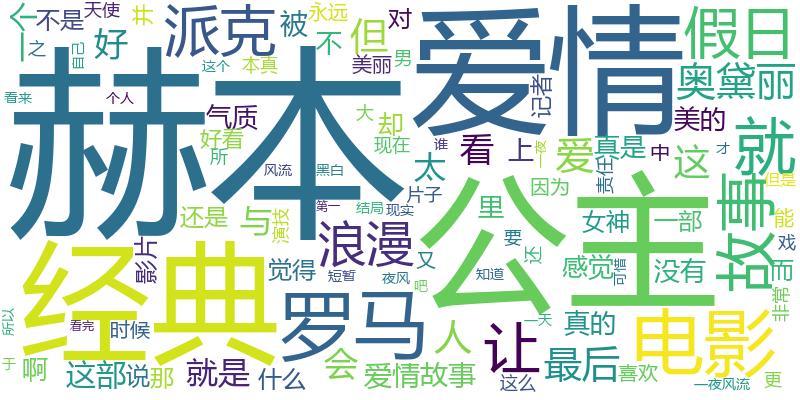 一个
不是
天使
之
自己
好
派克
被
永远
不
但
对
美丽
男
爱情
假日
奥黛丽
记者
美的
赫本
看来
个人
这个
本真
气质
好看
所
大
却
现在
看
谁
上
一夜
爱
真是
责任
中
这
就
才
但是
能
戏
风流
黑白
太
片子
因为
第一
结局
现实
还是
与
演技
影片
浪漫
公主
里
女神
一部
要
还
感觉
可惜
没有
故事
而
非常
经典
觉得
短暂
夜风
又
知道
吧
罗马
所以
看完
时候
人
让
一天
真的
电影
于
啊
这部
说
那
就是
什么
会
爱情故事
这么
最后
喜欢
一夜风流
更
井